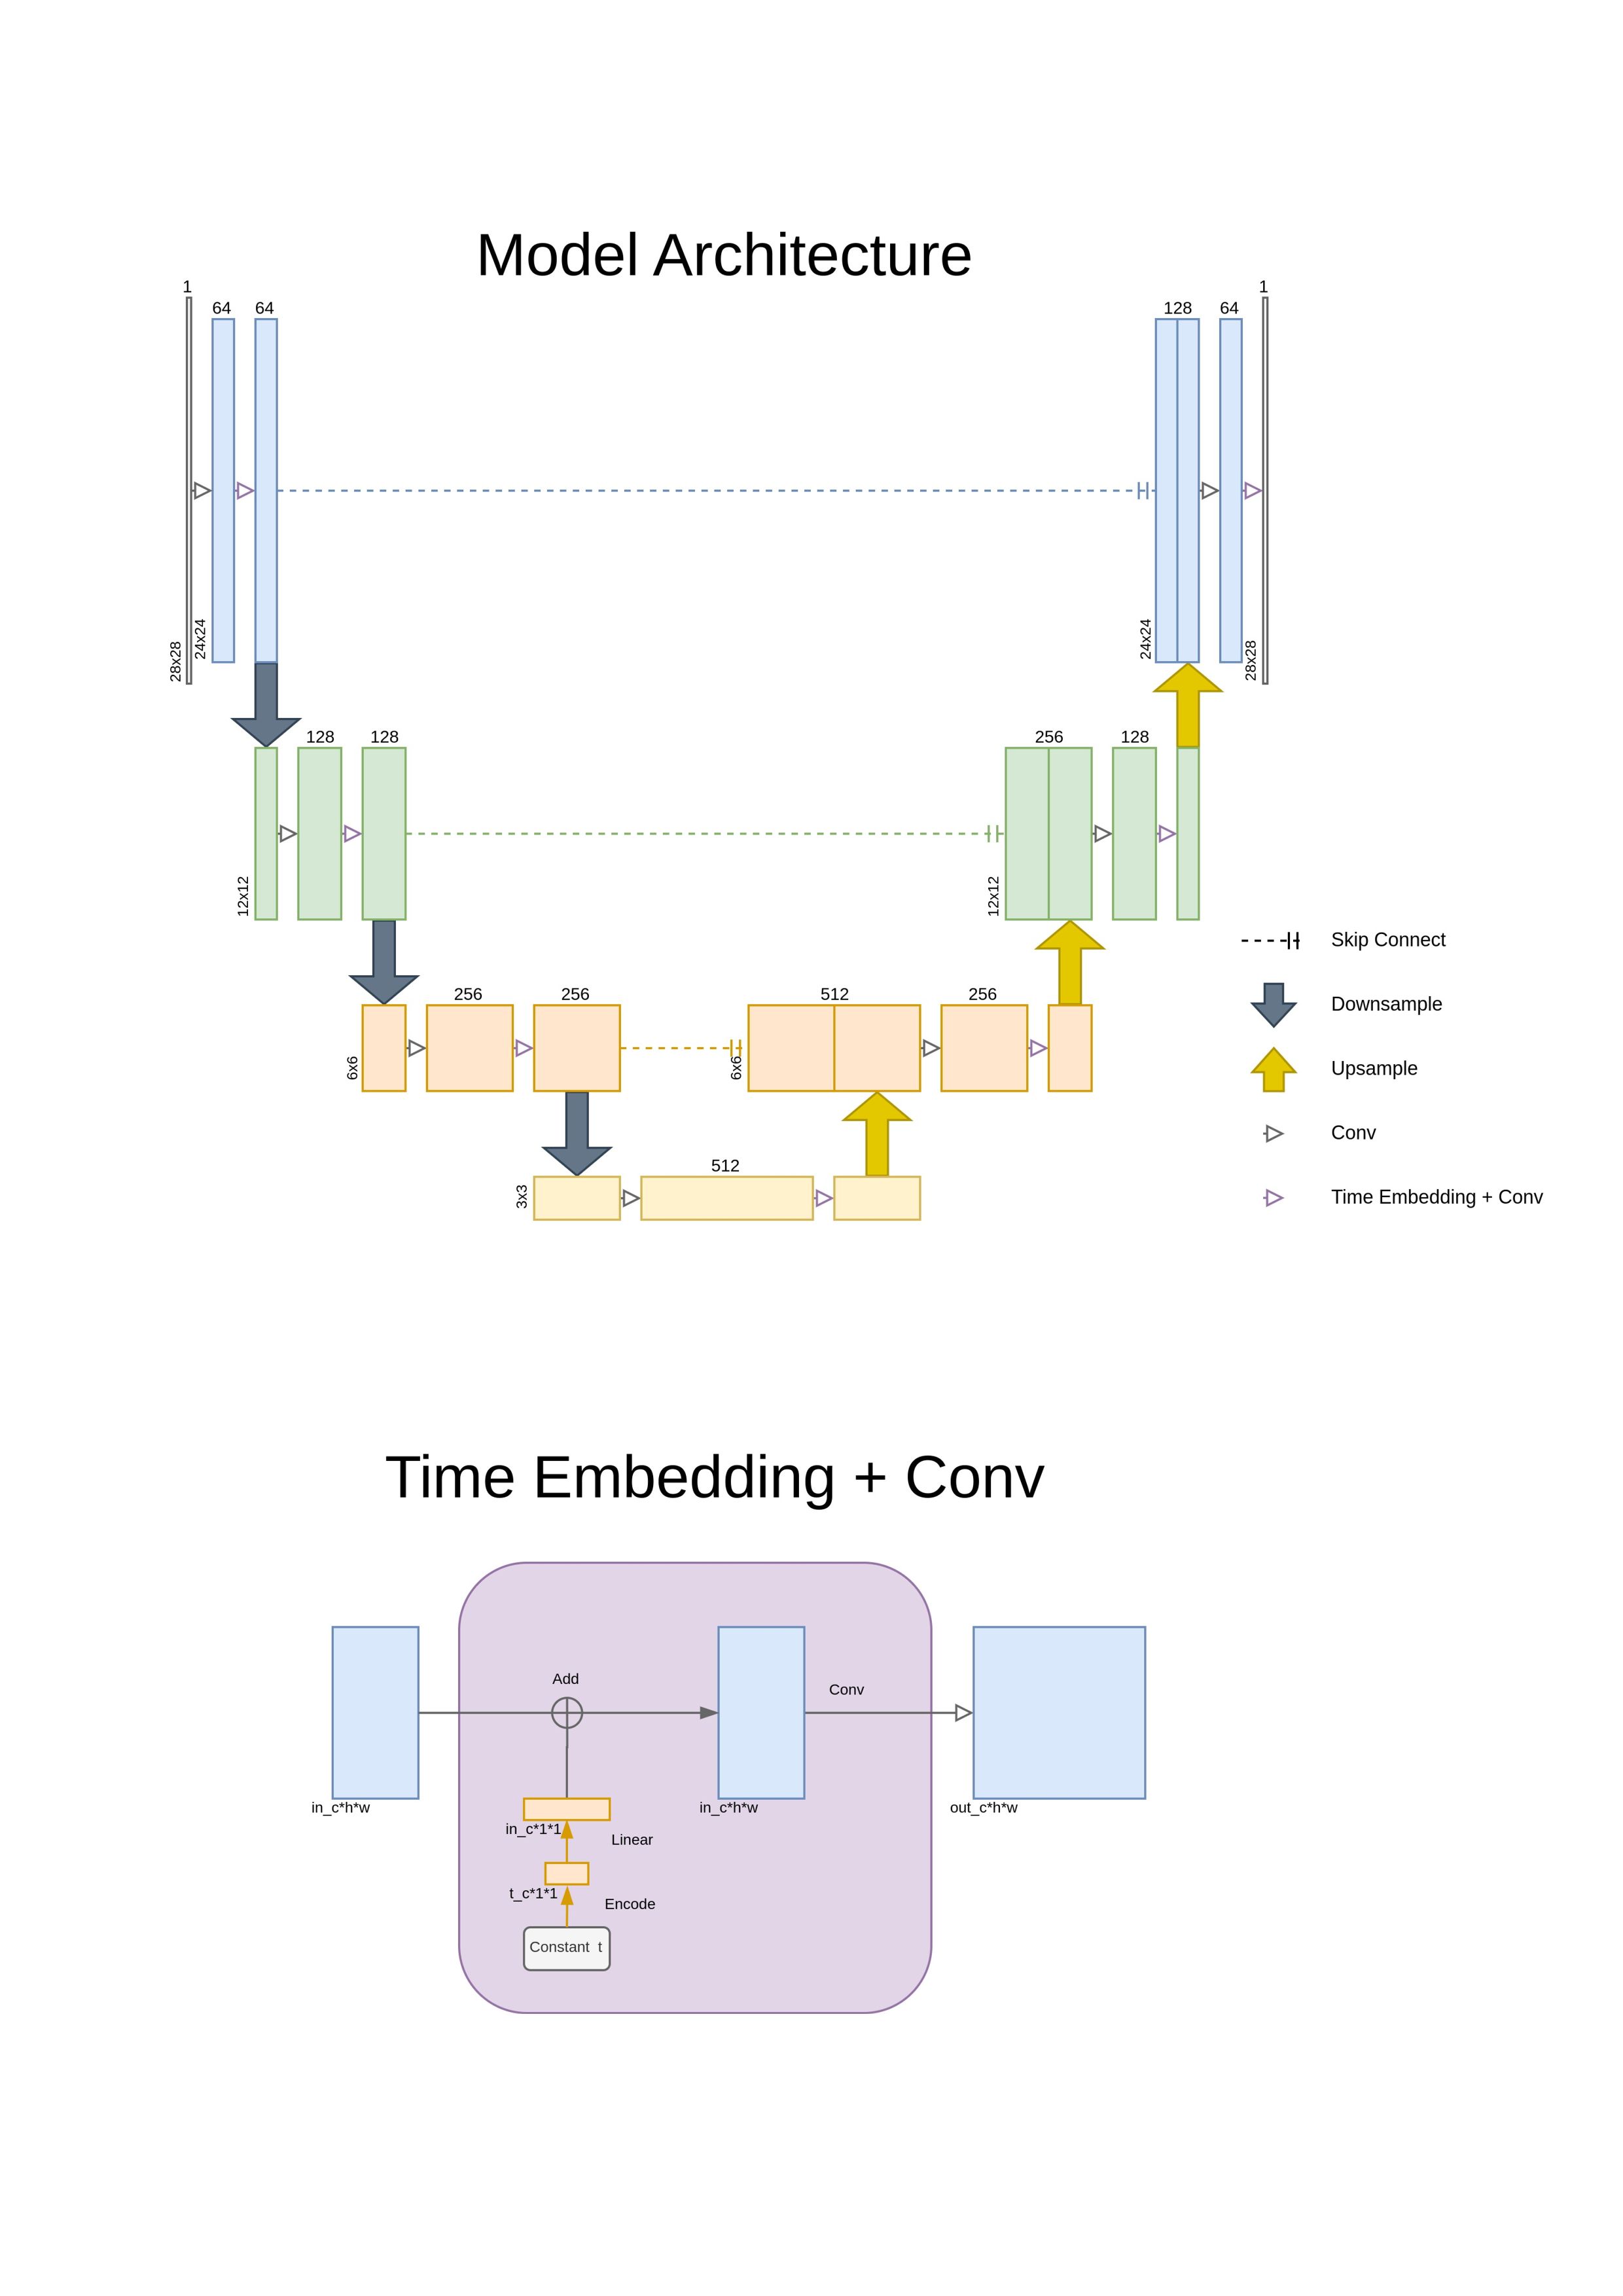 Model Architecture
1
64
64
28x28
24x24
128
64
1
24x24
28x28
128
128
12x12
256
128
12x12
256
256
6x6
512
256
6x6
512
3x3
Skip Connect
Downsample
Upsample
Conv
Time Embedding + Conv
Time Embedding + Conv
Add
Conv
in_c*h*w
in_c*h*w
out_c*h*w
in_c*1*1
Linear
t_c*1*1
Encode
Constant t